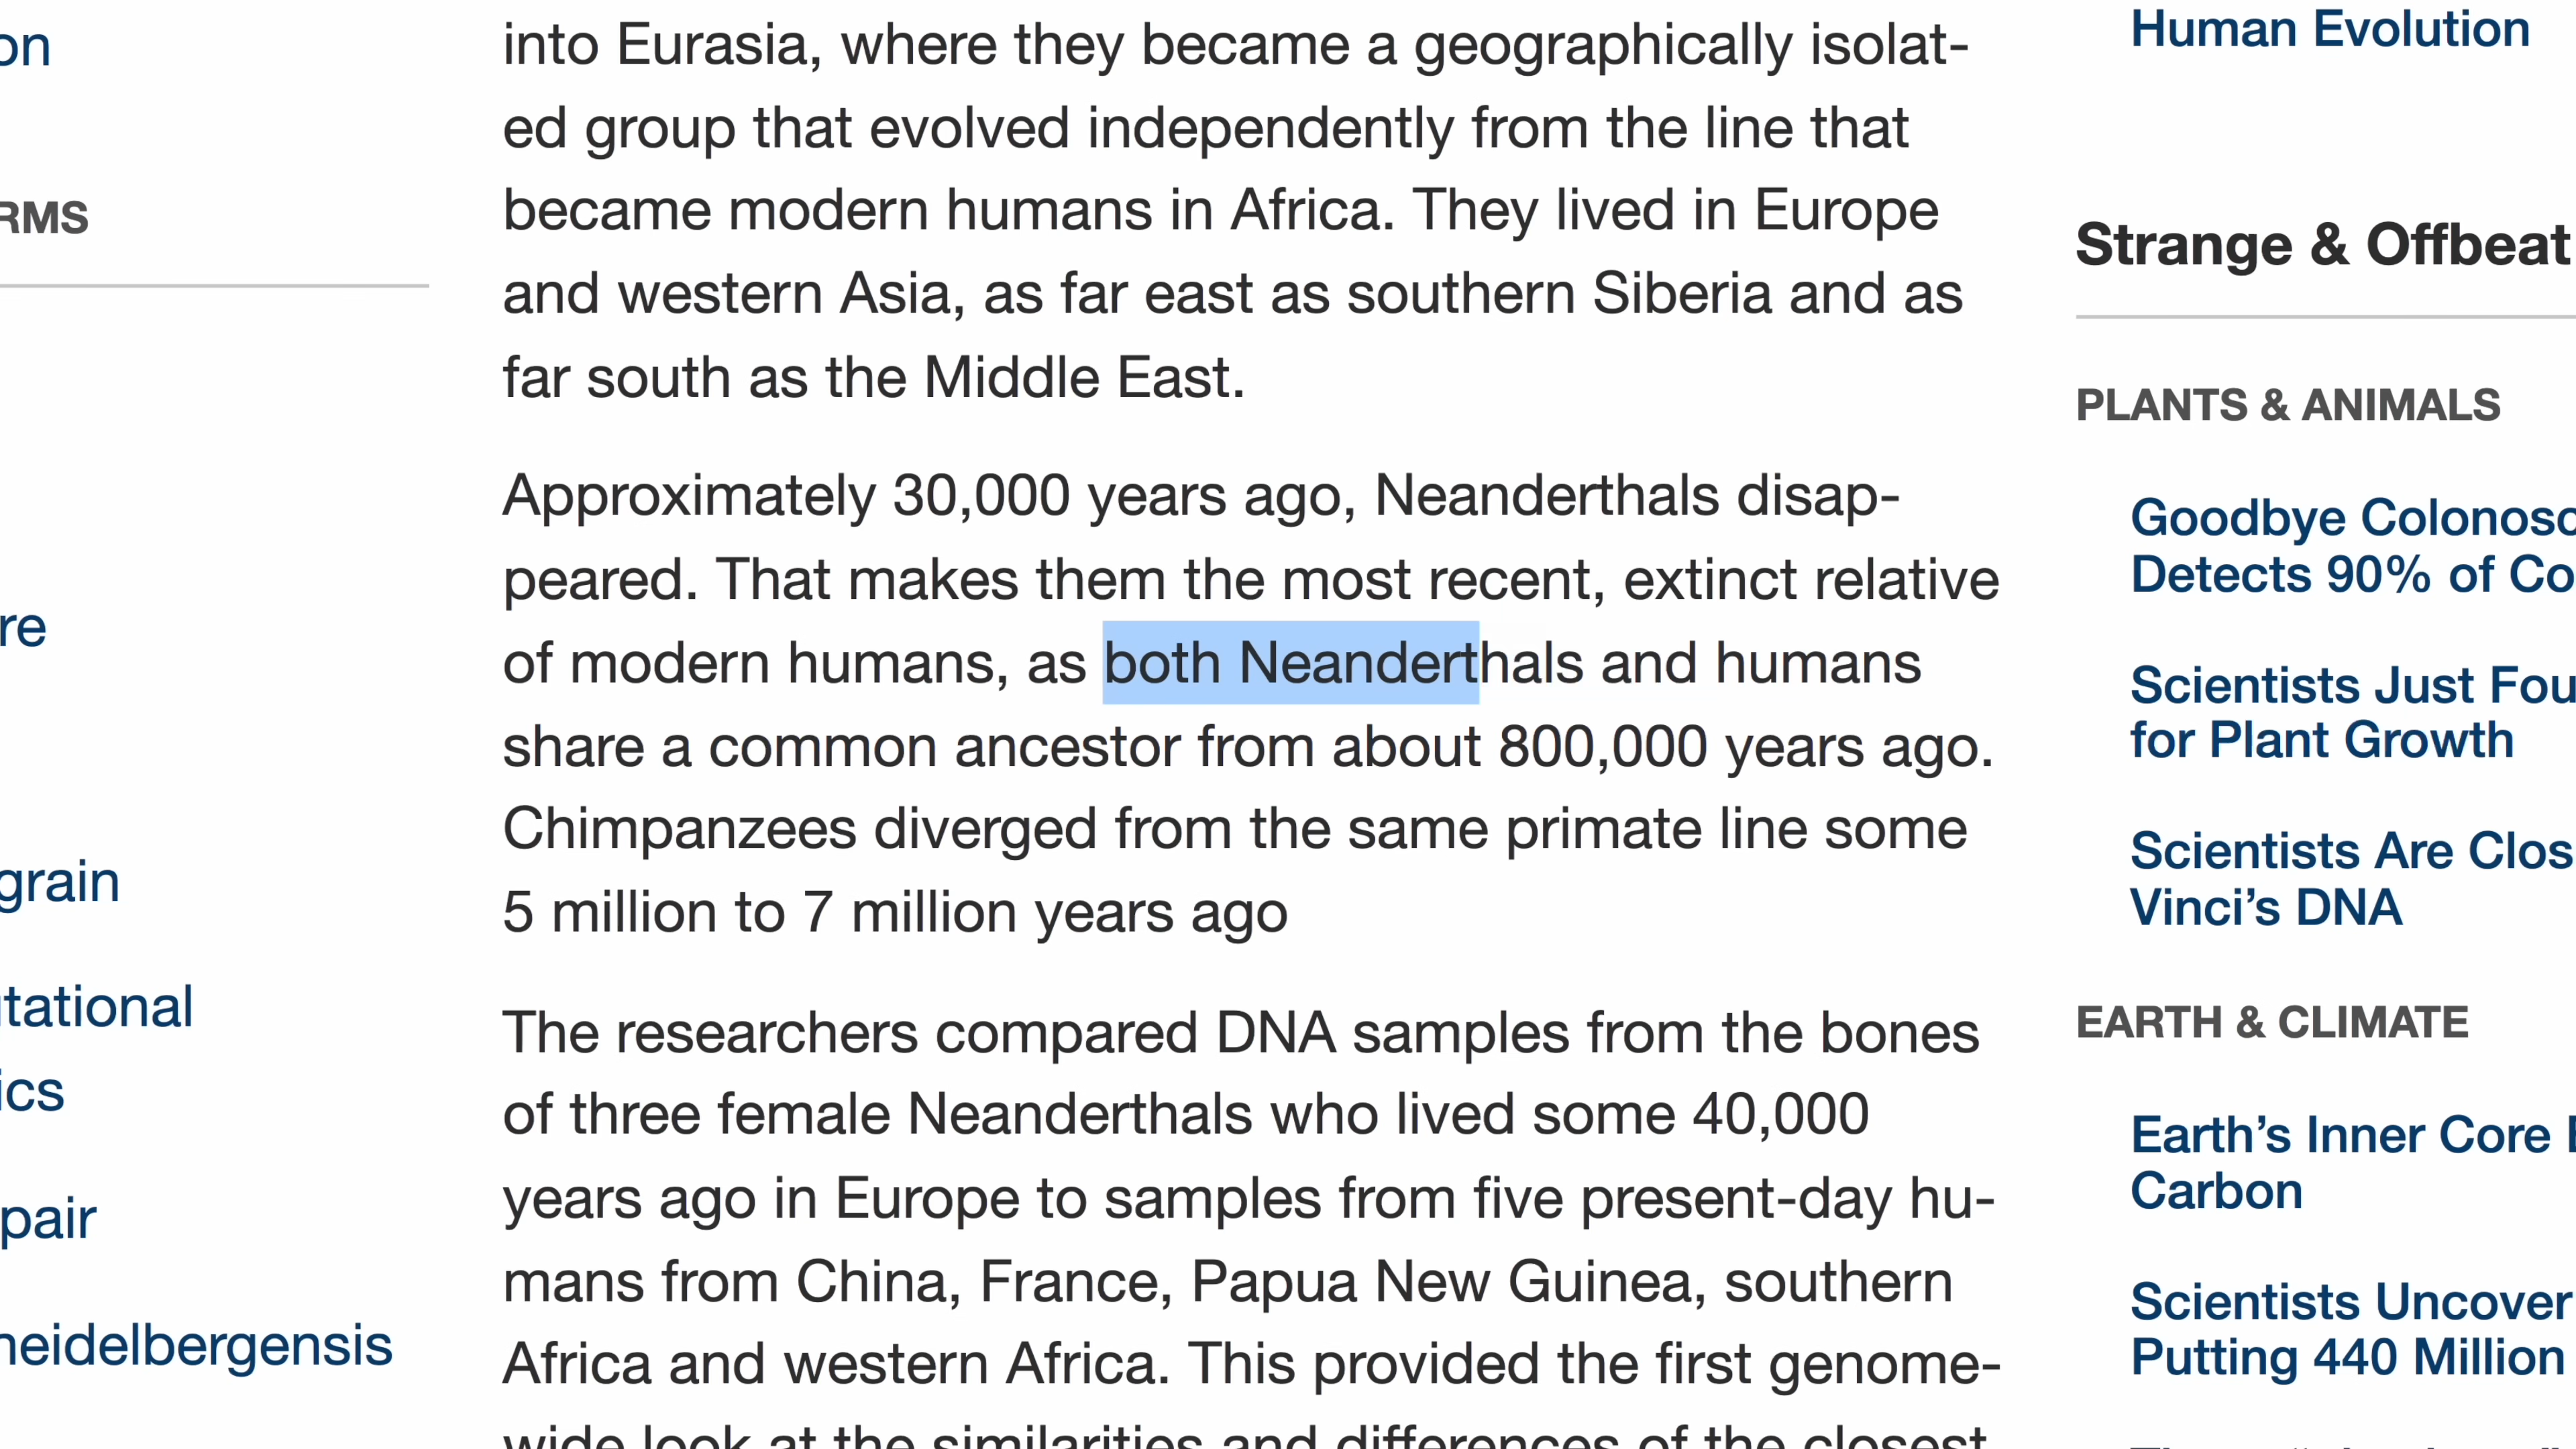 on
RMS
re
grain
tational
ics
pair
heidelbergensis
into Eurasia, where they became a geographically isolat-
ed group that evolved independently from the line that
became modern humans in Africa. They lived in Europe
and western Asia, as far east as southern Siberia and as
far south as the Middle East.
Approximately 30,000 years ago, Neanderthals disap-
peared. That makes them the most recent, extinct relative
of modern humans, as both Neanderthals and humans
share a common ancestor from about 800,000 years ago.
Chimpanzees diverged from the same primate line some
5 million to 7 million years ago
The researchers compared DNA samples from the bones
of three female Neanderthals who lived some 40,000
years ago in Europe to samples from five present-day hu-
mans from China, France, Papua New Guinea, southern
Africa and western Africa. This provided the first genome-
wide look at the similarities and differences of the closest
Human Evolution
Strange & Offbeat
PLANTS & ANIMALS
Goodbye Colonosc
Detects 90% of Co
Scientists Just Fou
for Plant Growth
Scientists Are Clos
Vinci’s DNA
EARTH & CLIMATE
Earth’s Inner Core
Carbon
Scientists Uncover
Putting 440 Million